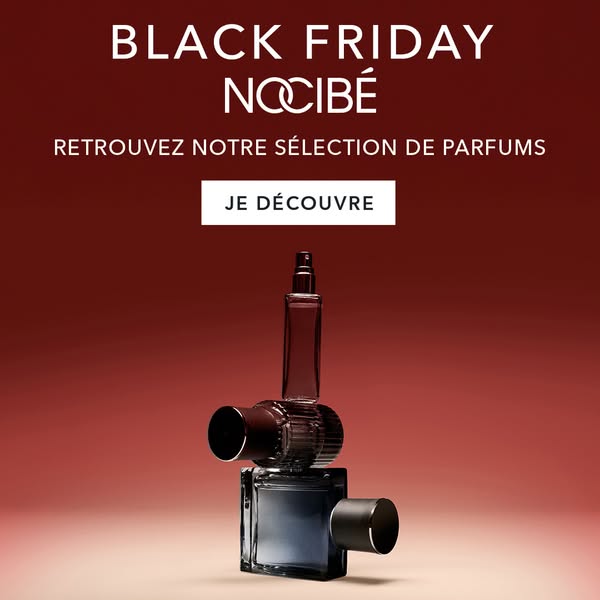 BLACK FRIDAY
NOCIBÉ
RETROUVEZ NOTRE SÉLECTION DE PARFUMS
JE DÉCOUVRE